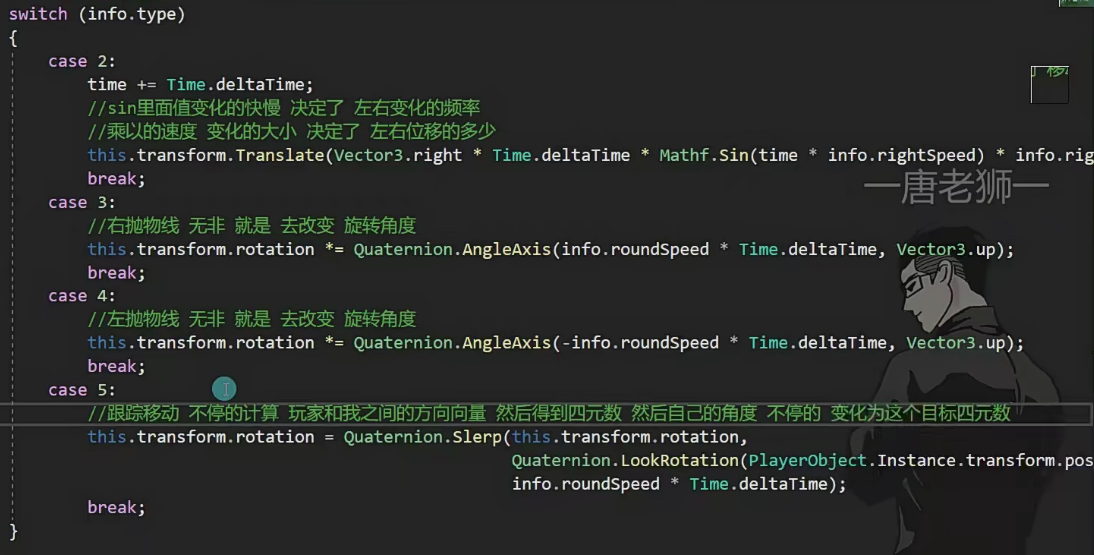 switch (info.type)
{
case 2:
time += Time.deltaTime;
//sin里面值变化的快慢 决定了 左右变化的频率
//乘以的速度 变化的大小 决定了 左右位移的多少
this.transform.Translate(Vector3.right * Time.deltaTime * Mathf.Sin(time * info.rightSpeed) * info.rig
break;
一唐老狮一
case 3:
//右抛物线 无非 就是 去改变 旋转角度
this.transform.rotation *= Quaternion.AngleAxis(info.roundSpeed * Time.deltaTime, Vector3.up);
break;
case 4:
//左抛物线 无非 就是 去改变 旋转角度
this.transform.rotation *= Quaternion.AngleAxis(-info.roundSpeed * Time.deltaTime, Vector3.up);
break;
case 5:
//跟踪移动 不停的计算 玩家和我之间的方向向量 然后得到四元数 然后自己的角度 不停的 变化为这个目标四元数
this.transform.rotation = Quaternion.Slerp(this.transform.rotation,
Quaternion.LookRotation(PlayerObject.Instance.transform.pos
info.roundSpeed * Time.deltaTime);
break;
}